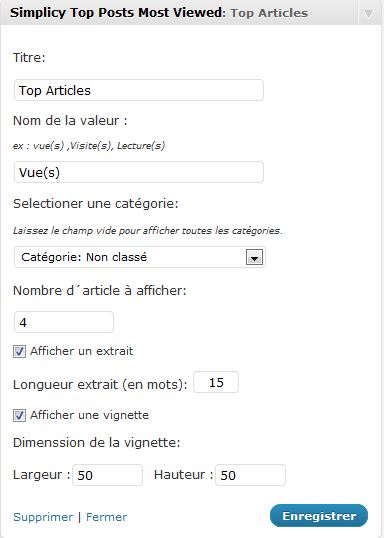 Simplicy Top Posts Most Viewed: Top Articles
Titre:
Top Articles
Nom de la valeur :
ex : vue(s) ,Visite(s), Lecture(s)
Vue(s)
Selectioner une catégorie:
Laissez le champ vide pour afficher toutes les catégories.
Catégorie: Non classé
Nombre d´article à afficher:
4
Afficher un extrait
Longueur extrait (en mots): 15
Afficher une vignette
Dimenssion de la vignette:
Largeur : 50 Hauteur : 50
Supprimer | Fermer Enregistrer